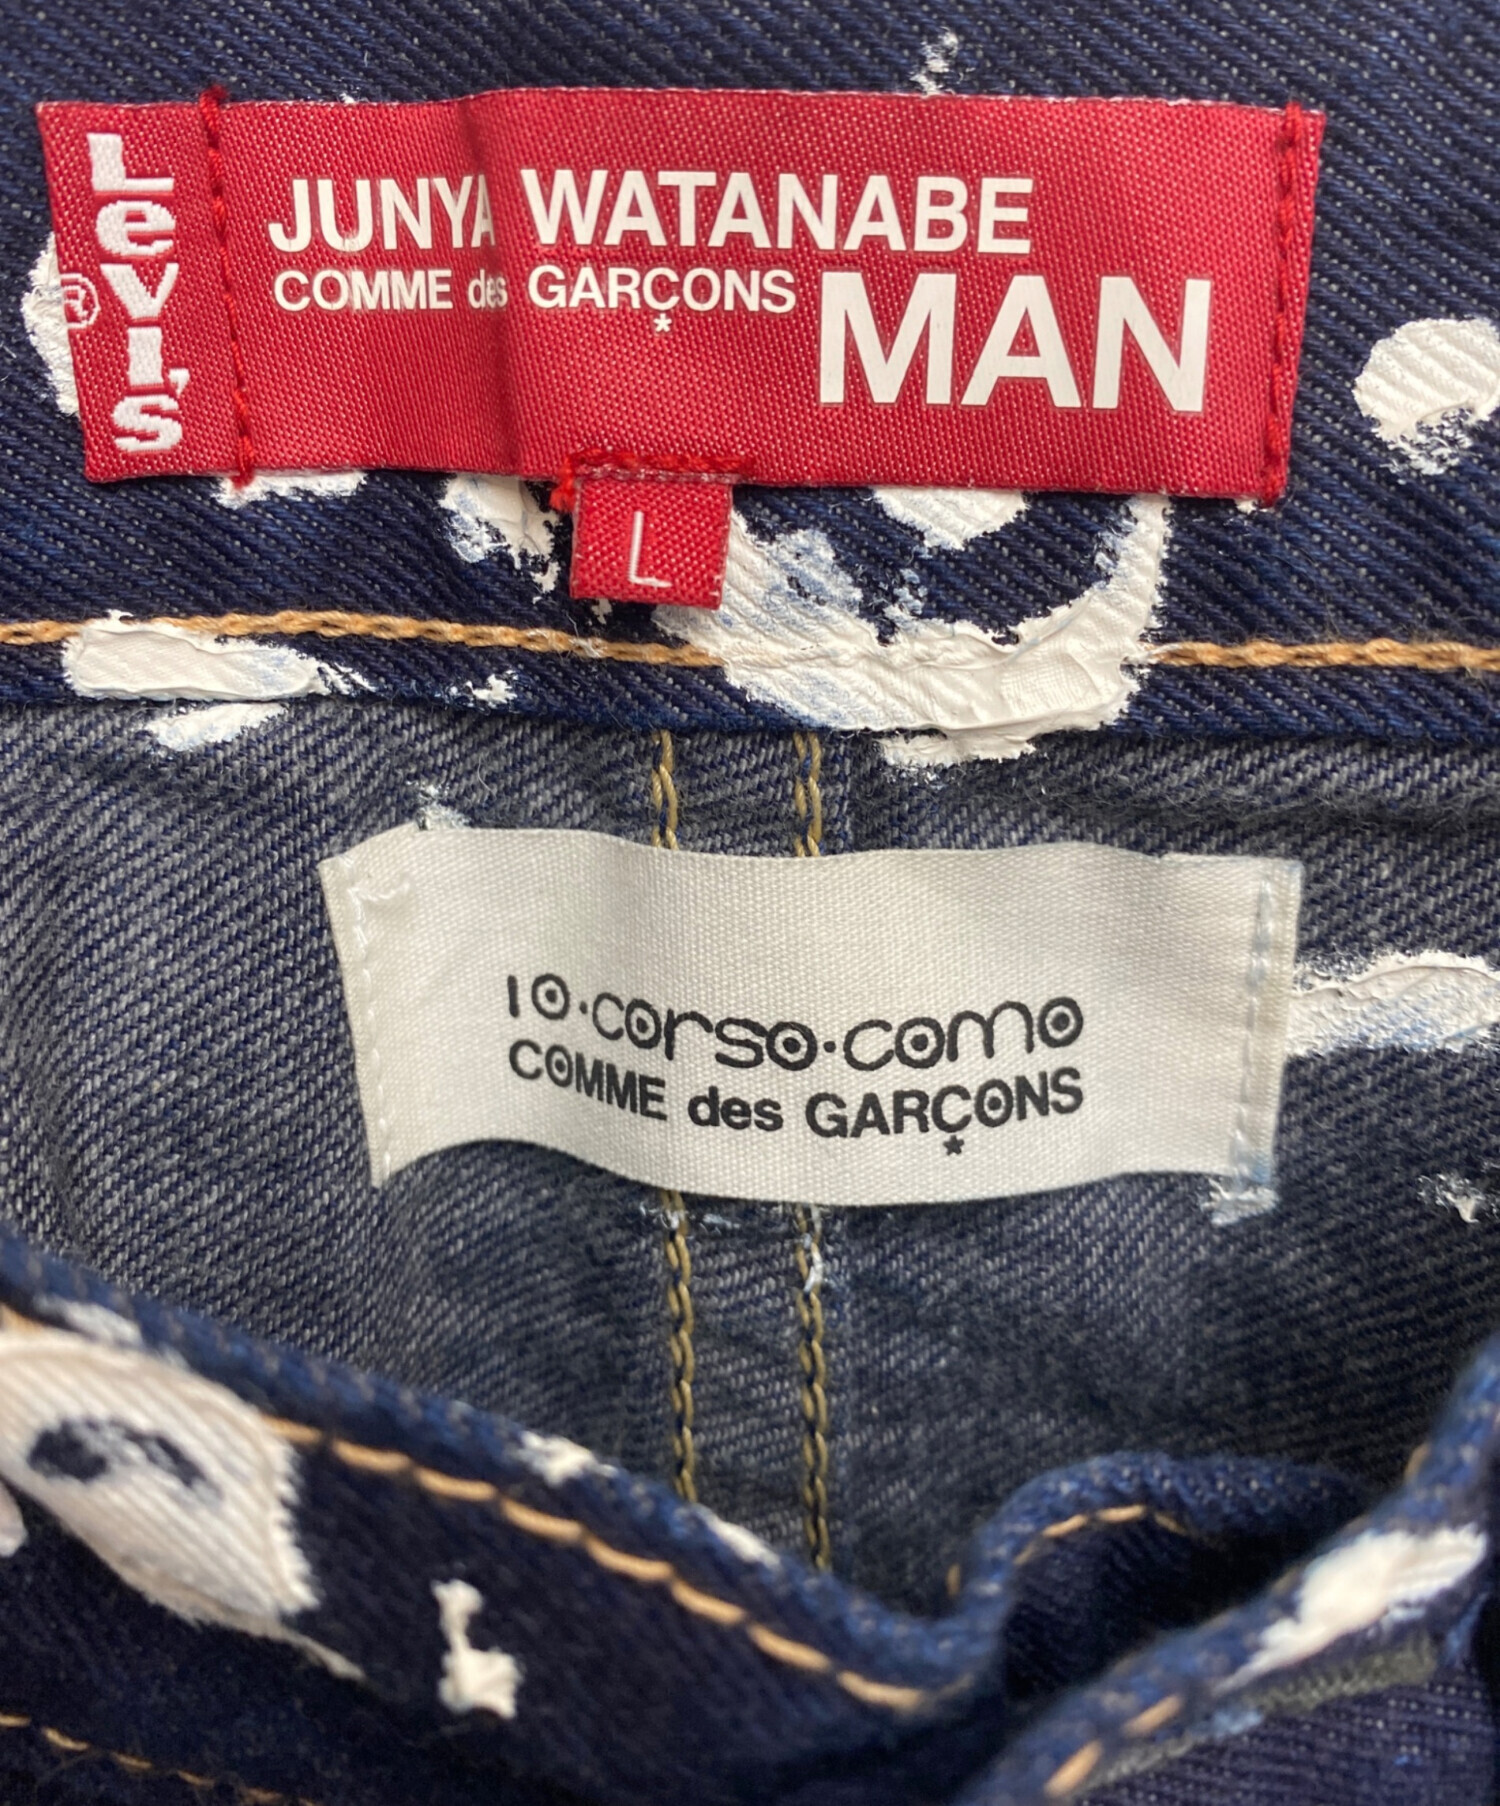 Levi's
®
JUNYA WATANABE
COMME des GARÇONS
*
MAN
L
10·corso·como
COMME des GARÇONS
*